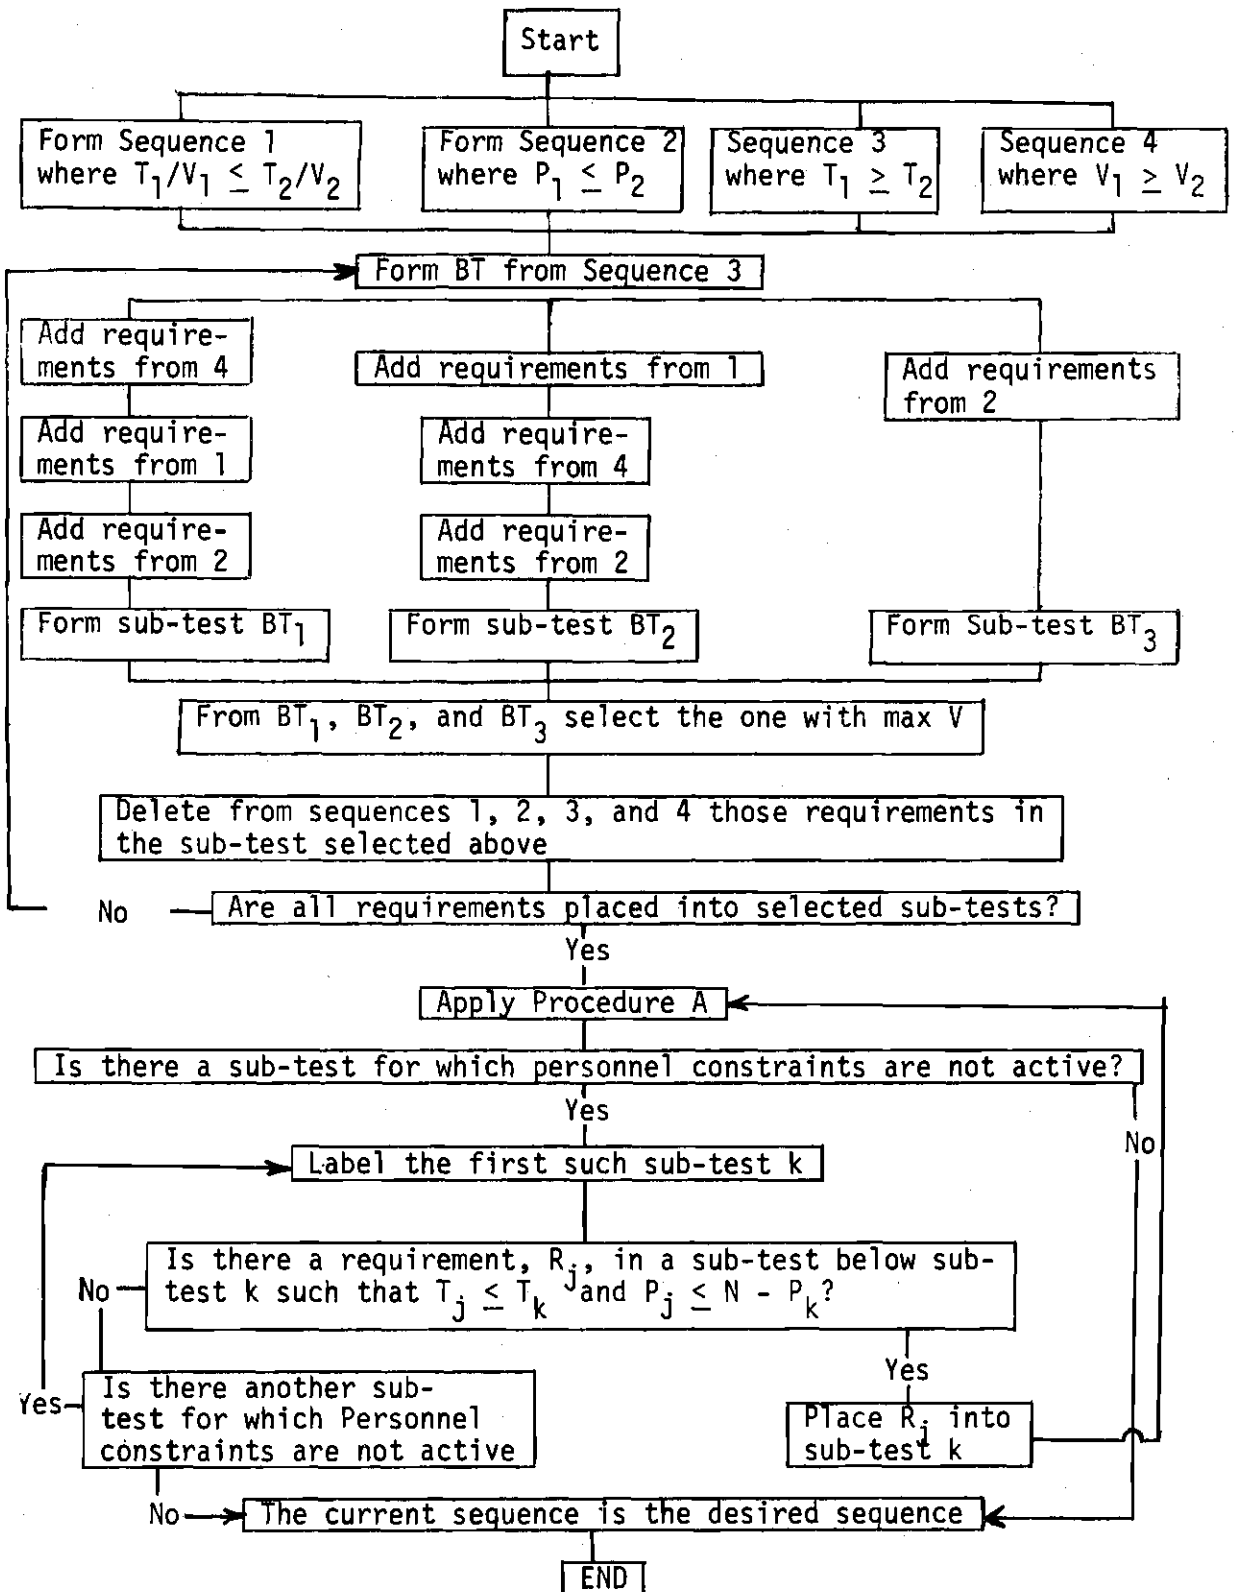 Start
Form Sequence 1
where T₁/V₁ ≤ T₂/V₂
Form Sequence 2
where P₁ ≤ P₂
Sequence 3
where T₁ ≥ T₂
Sequence 4
where V₁ ≥ V₂
Form BT from Sequence 3
Add require-
ments from 4
Add requirements from 1
Add requirements
from 2
Add require-
ments from 1
Add require-
ments from 4
Add require-
ments from 2
Add require-
ments from 2
Form sub-test BT₁
Form sub-test BT₂
Form Sub-test BT₃
From BT₁, BT₂, and BT₃ select the one with max V
Delete from sequences 1, 2, 3, and 4 those requirements in
the sub-test selected above
No
Are all requirements placed into selected sub-tests?
Yes
Apply Procedure A
Is there a sub-test for which personnel constraints are not active?
Yes
No
Label the first such sub-test k
Is there a requirement, Rⱼ, in a sub-test below sub-
test k such that Tⱼ ≤ Tₖ and Pⱼ ≤ N - Pₖ?
No
Yes
Yes
Is there another sub-
test for which Personnel
constraints are not active
Place Rⱼ into
sub-test k
No
The current sequence is the desired sequence
END